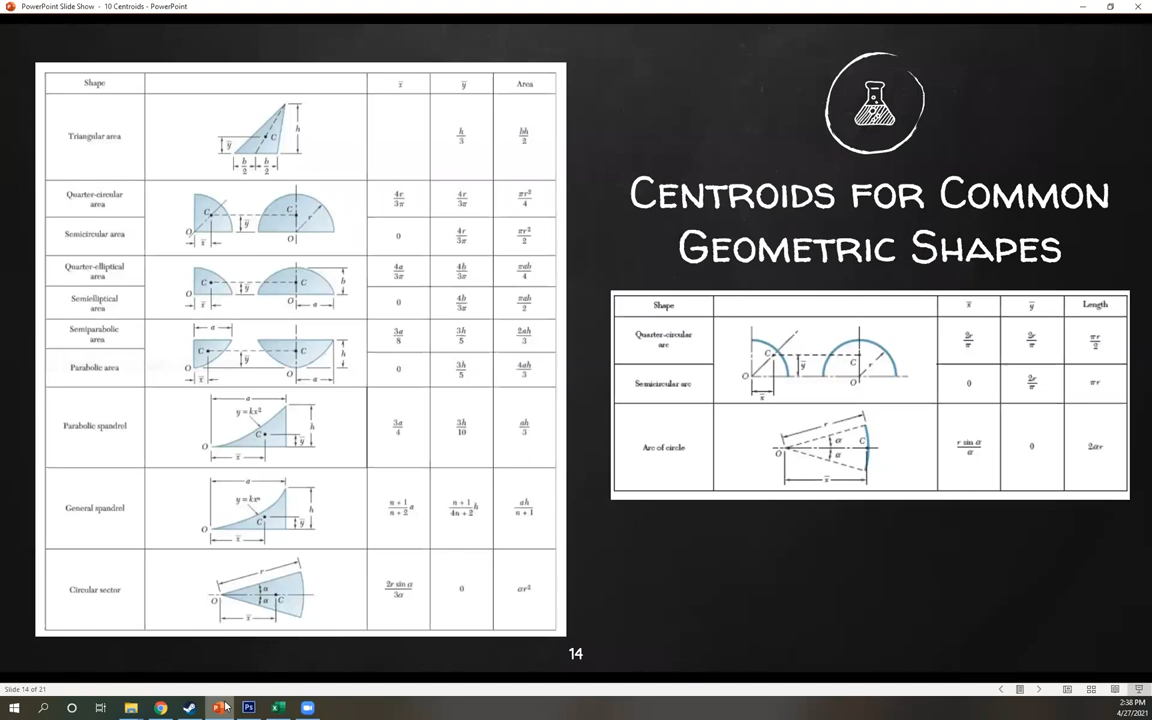 PowerPoint Slide Show - 10 Centroids - PowerPoint
Shape x̄ ȳ Area
Triangular area
h
C
ȳ
b/2 b/2
h/3 bh/2
Quarter-circular area
4r/3π 4r/3π πr²/4
C C r
ȳ
O O
x̄
Semicircular area
0 4r/3π πr²/2
Quarter-elliptical area
4a/3π 4b/3π πab/4
C C b
ȳ
O O
x̄ a
Semielliptical area
0 4b/3π πab/2
Semiparabolic area
3a/8 3h/5 2ah/3
a
C C h
ȳ
O O
x̄ a
Parabolic area
0 3h/5 4ah/3
Parabolic spandrel
a
y = kx²
h
C
ȳ
O
x̄
3a/4 3h/10 ah/3
General spandrel
a
y = kxⁿ
h
C
ȳ
O
x̄
n + 1/n + 2 a n + 1/4n + 2 h ah/n + 1
Circular sector
r
α
α
O C
x̄
2r sin α/3α 0 αr²
CENTROIDS FOR COMMON
GEOMETRIC SHAPES
Shape x̄ ȳ Length
Quarter-circular arc
2r/π 2r/π πr/2
C C r
ȳ
O O
x̄
Semicircular arc
0 2r/π πr
Arc of circle
r
α C
O α
x̄
r sin α/α 0 2αr
14
Slide 14 of 21
Ps
2:38 PM
4/27/2021